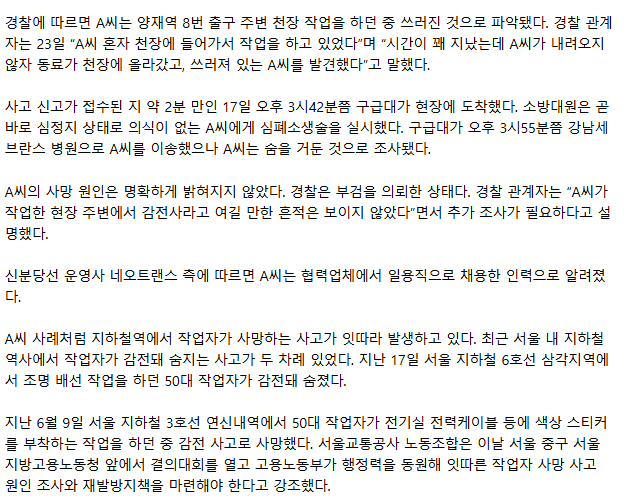 경찰에 따르면 A씨는 양재역 8번 출구 주변 천장 작업을 하던 중 쓰러진 것으로 파악됐다. 경찰 관계
자는 23일 “A씨 혼자 천장에 들어가서 작업을 하고 있었다”며 “시간이 꽤 지났는데 A씨가 내려오지
않자 동료가 천장에 올라갔고, 쓰러져 있는 A씨를 발견했다”고 말했다.
사고 신고가 접수된 지 약 2분 만인 17일 오후 3시42분쯤 구급대가 현장에 도착했다. 소방대원은 곧
바로 심정지 상태로 의식이 없는 A씨에게 심폐소생술을 실시했다. 구급대가 오후 3시55분쯤 강남세
브란스 병원으로 A씨를 이송했으나 A씨는 숨을 거둔 것으로 조사됐다.
A씨의 사망 원인은 명확하게 밝혀지지 않았다. 경찰은 부검을 의뢰한 상태다. 경찰 관계자는 “A씨가
작업한 현장 주변에서 감전사라고 여길 만한 흔적은 보이지 않았다”면서 추가 조사가 필요하다고 설
명했다.
신분당선 운영사 네오트랜스 측에 따르면 A씨는 협력업체에서 일용직으로 채용한 인력으로 알려졌
다.
A씨 사례처럼 지하철역에서 작업자가 사망하는 사고가 잇따라 발생하고 있다. 최근 서울 내 지하철
역사에서 작업자가 감전돼 숨지는 사고가 두 차례 있었다. 지난 17일 서울 지하철 6호선 삼각지역에
서 조명 배선 작업을 하던 50대 작업자가 감전돼 숨졌다.
지난 6월 9일 서울 지하철 3호선 연신내역에서 50대 작업자가 전기실 전력케이블 등에 색상 스티커
를 부착하는 작업을 하던 중 감전 사고로 사망했다. 서울교통공사 노동조합은 이날 서울 중구 서울
지방고용노동청 앞에서 결의대회를 열고 고용노동부가 행정력을 동원해 잇따른 작업자 사망 사고
원인 조사와 재발방지책을 마련해야 한다고 강조했다.